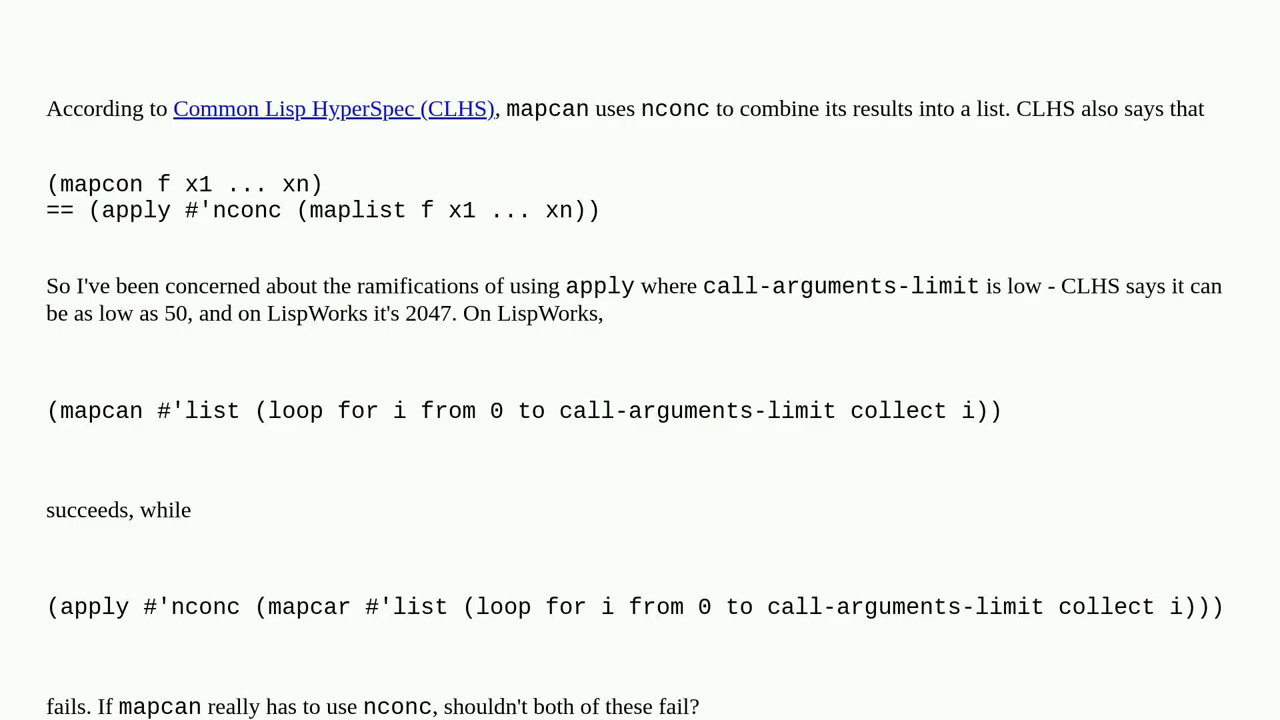 According to Common Lisp HyperSpec (CLHS), mapcan uses nconc to combine its results into a list. CLHS also says that
(mapcon f x1 ... xn)
== (apply #'nconc (maplist f x1 ... xn))
So I've been concerned about the ramifications of using apply where call-arguments-limit is low - CLHS says it can
be as low as 50, and on LispWorks it's 2047. On LispWorks,
(mapcan #'list (loop for i from 0 to call-arguments-limit collect i))
succeeds, while
(apply #'nconc (mapcar #'list (loop for i from 0 to call-arguments-limit collect i)))
fails. If mapcan really has to use nconc, shouldn't both of these fail?